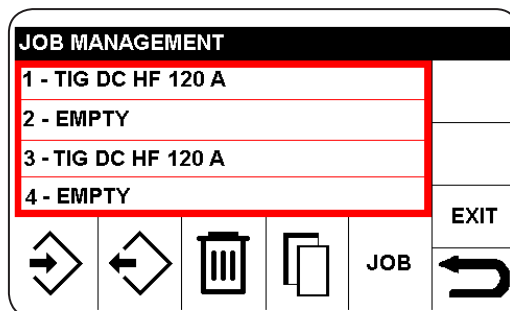 JOB MANAGEMENT
1 - TIG DC HF 120 A
2 - EMPTY
3 - TIG DC HF 120 A
4 - EMPTY
EXIT
JOB